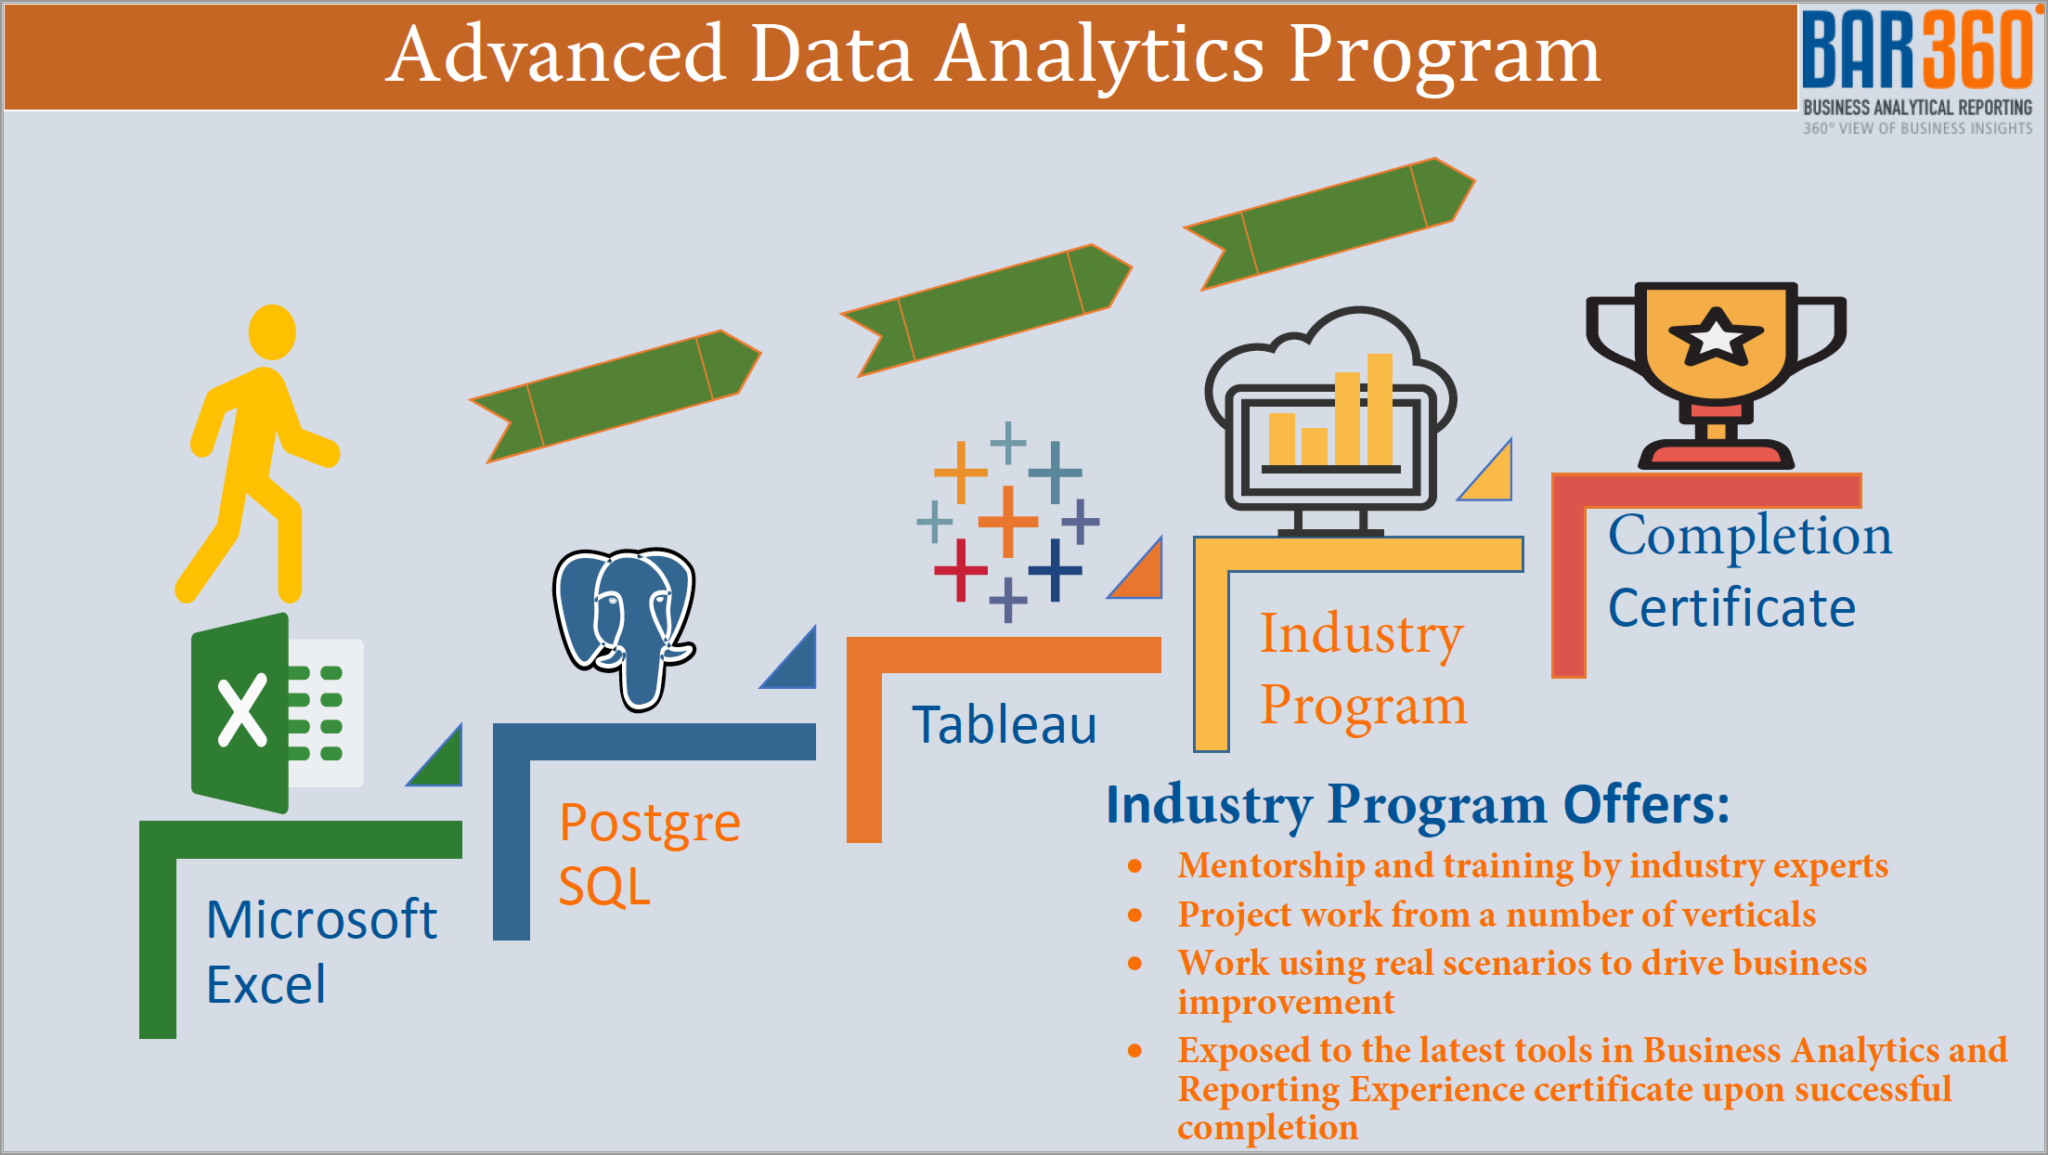 Advanced Data Analytics Program
BAR360°
BUSINESS ANALYTICAL REPORTING
360° VIEW OF BUSINESS INSIGHTS
X
Microsoft
Excel
Postgre
SQL
Tableau
Industry
Program
Completion
Certificate
Industry Program Offers:
• Mentorship and training by industry experts
• Project work from a number of verticals
• Work using real scenarios to drive business
improvement
• Exposed to the latest tools in Business Analytics and
Reporting Experience certificate upon successful
completion